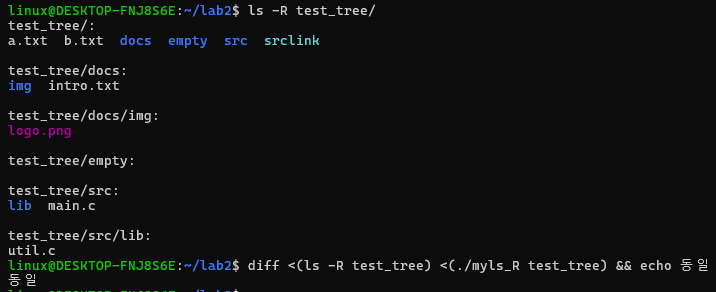 linux@DESKTOP-FNJ8S6E:~/lab2$ ls -R test_tree/
test_tree/:
a.txt  b.txt  docs  empty  src  srclink

test_tree/docs:
img  intro.txt

test_tree/docs/img:
logo.png

test_tree/empty:

test_tree/src:
lib  main.c

test_tree/src/lib:
util.c
linux@DESKTOP-FNJ8S6E:~/lab2$ diff <(ls -R test_tree) <(./myls_R test_tree) && echo 동일
동일